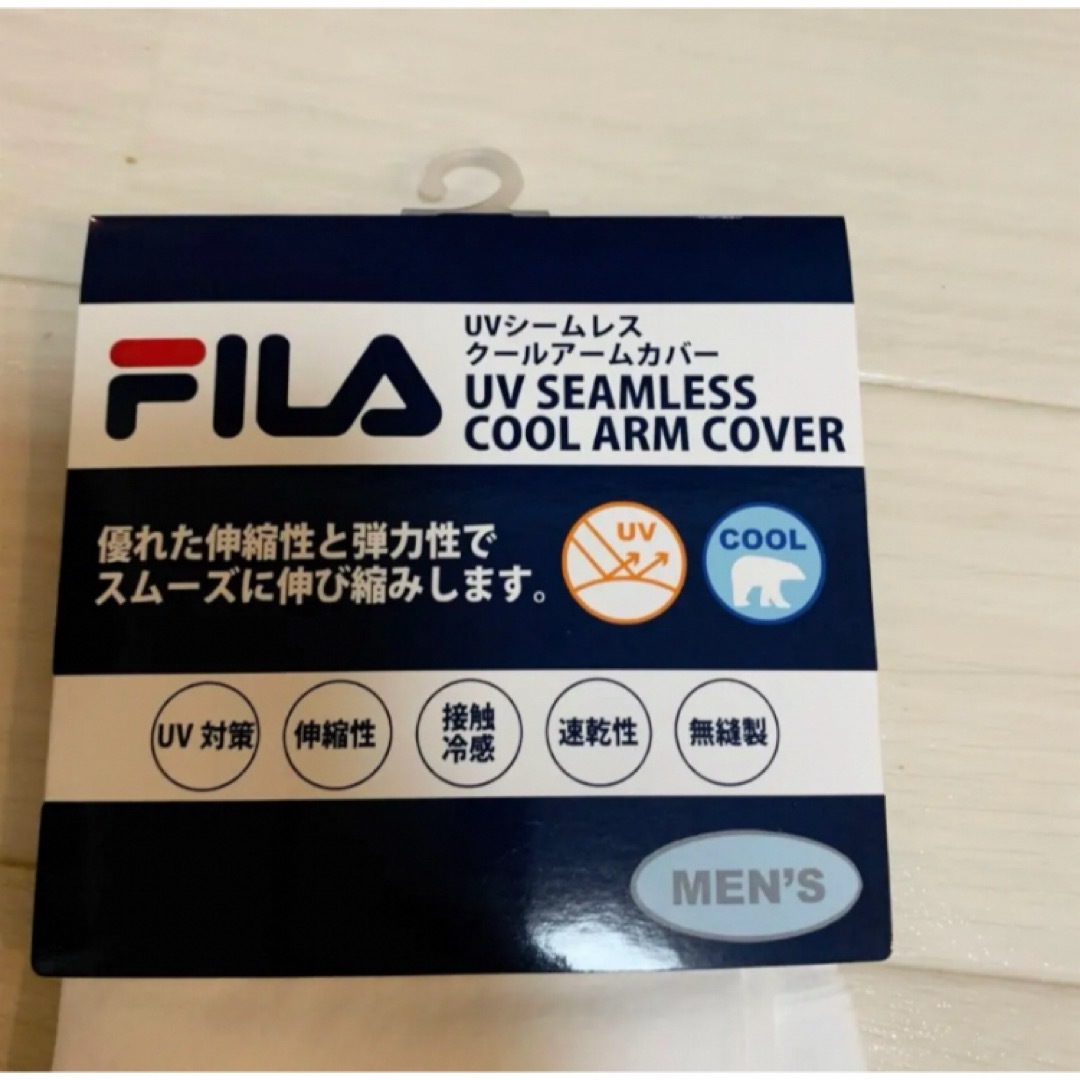 FILA
UVシームレス
クールアームカバー
UV SEAMLESS
COOL ARM COVER
優れた伸縮性と弾力性で
スムーズに伸び縮みします。
UV
COOL
UV 対策
伸縮性
接触
冷感
速乾性
無縫製
MEN'S